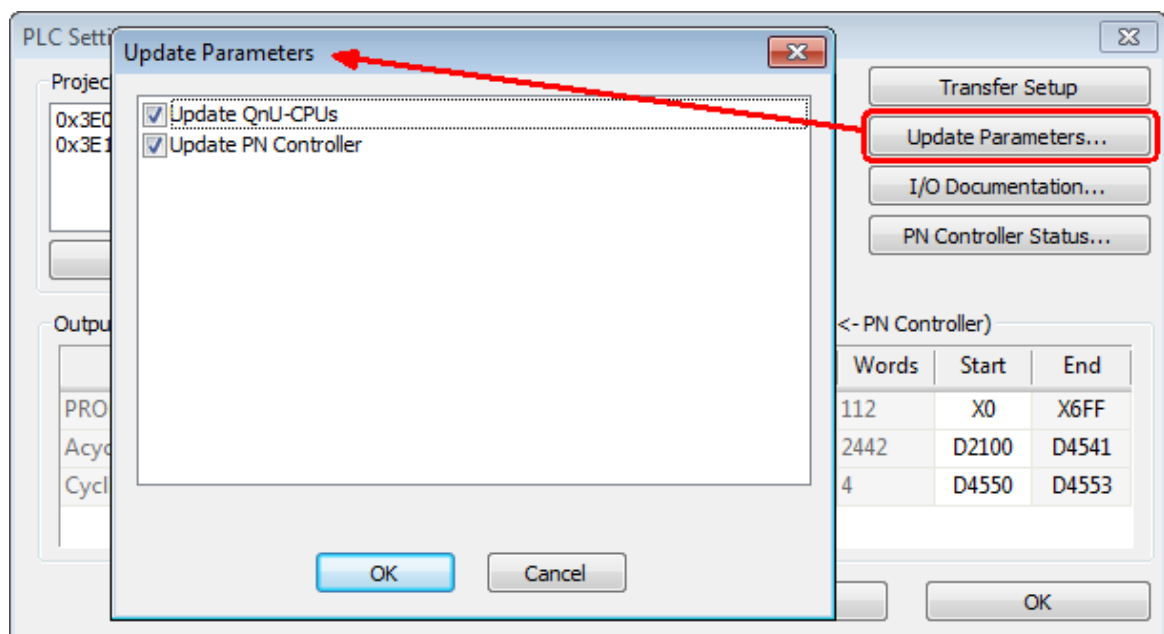 PLC Setti
Update Parameters
Projec
0x3E0
0x3E1
Update QnU-CPUs
Update PN Controller
Transfer Setup
Update Parameters...
I/O Documentation...
PN Controller Status...
Outpu
<- PN Controller)
Words Start End
PRO 112 X0 X6FF
Acyc 2442 D2100 D4541
Cycl 4 D4550 D4553
OK Cancel
OK